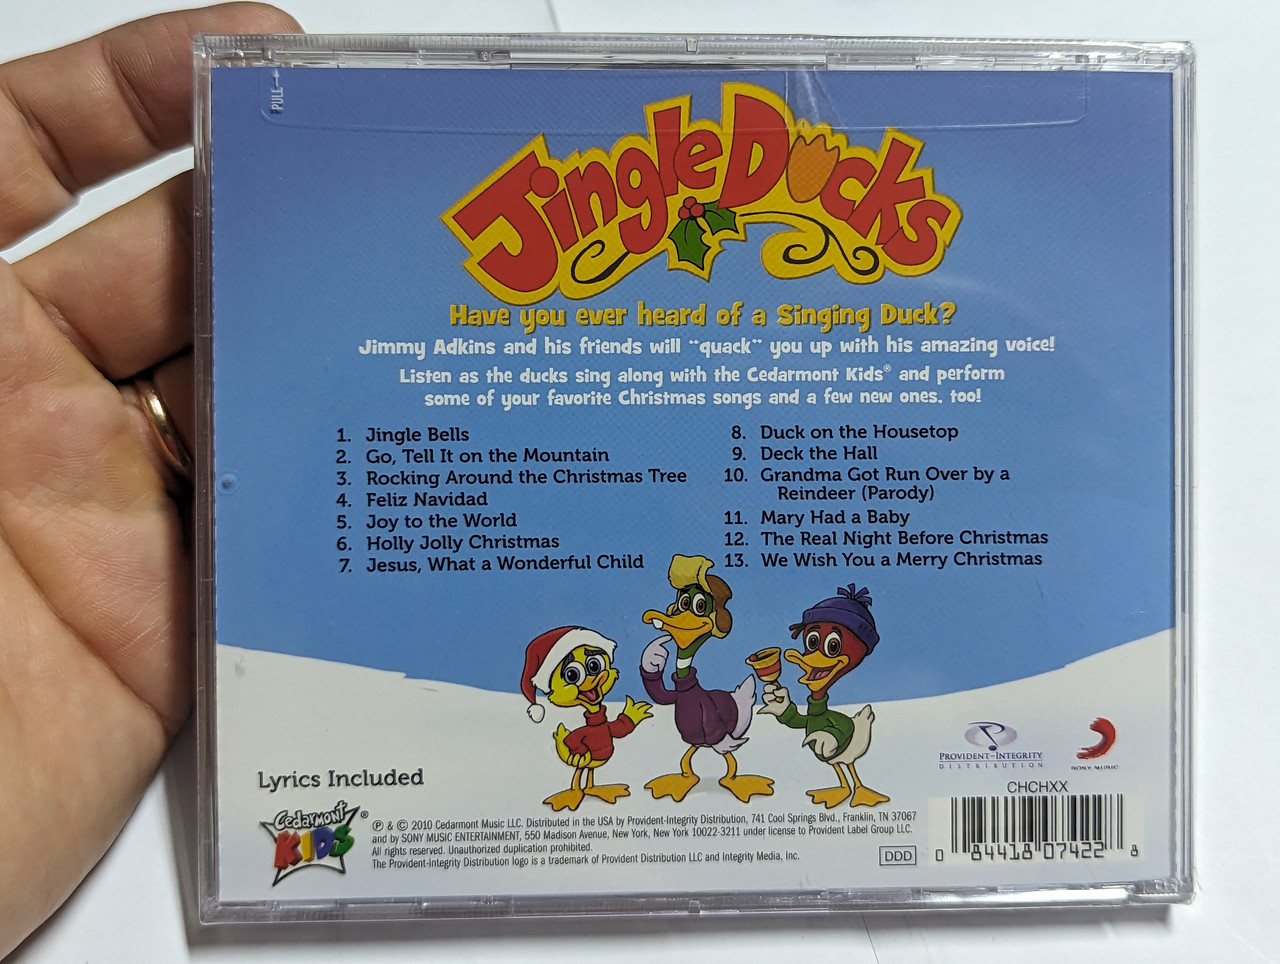 PULL
Jingle Ducks
Have you ever heard of a Singing Duck?
Jimmy Adkins and his friends will "quack" you up with his amazing voice!
Listen as the ducks sing along with the Cedarmont Kids® and perform
some of your favorite Christmas songs and a few new ones, too!
1. Jingle Bells
2. Go, Tell It on the Mountain
3. Rocking Around the Christmas Tree
4. Feliz Navidad
5. Joy to the World
6. Holly Jolly Christmas
7. Jesus, What a Wonderful Child
8. Duck on the Housetop
9. Deck the Hall
10. Grandma Got Run Over by a
Reindeer (Parody)
11. Mary Had a Baby
12. The Real Night Before Christmas
13. We Wish You a Merry Christmas
Lyrics Included
Cedarmont
KIDS®
℗ & © 2010 Cedarmont Music LLC. Distributed in the USA by Provident-Integrity Distribution, 741 Cool Springs Blvd., Franklin, TN 37067
and by SONY MUSIC ENTERTAINMENT, 550 Madison Avenue, New York, New York 10022-3211 under license to Provident Label Group LLC.
All rights reserved. Unauthorized duplication prohibited.
The Provident-Integrity Distribution logo is a trademark of Provident Distribution LLC and Integrity Media, Inc.
DDD
PROVIDENT-INTEGRITY
DISTRIBUTION
SONY MUSIC
CHCHXX
0 84418 07422 8